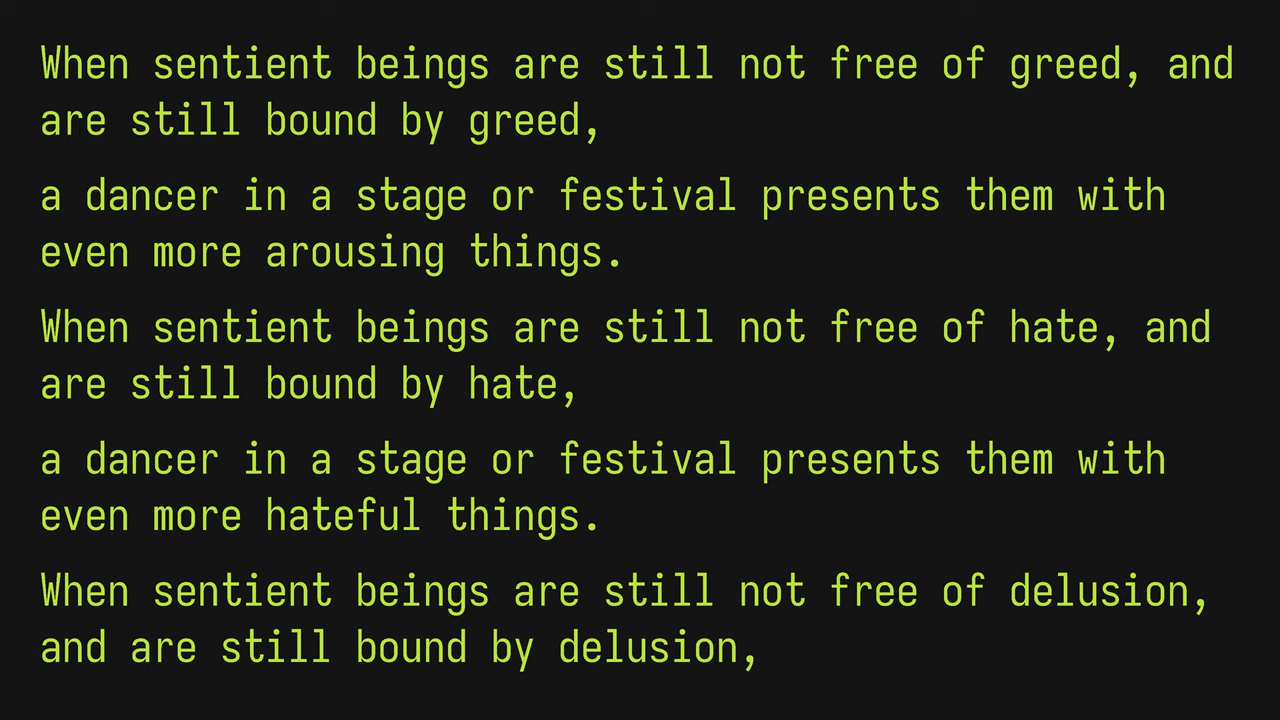 When sentient beings are still not free of greed, and
are still bound by greed,
a dancer in a stage or festival presents them with
even more arousing things.
When sentient beings are still not free of hate, and
are still bound by hate,
a dancer in a stage or festival presents them with
even more hateful things.
When sentient beings are still not free of delusion,
and are still bound by delusion,